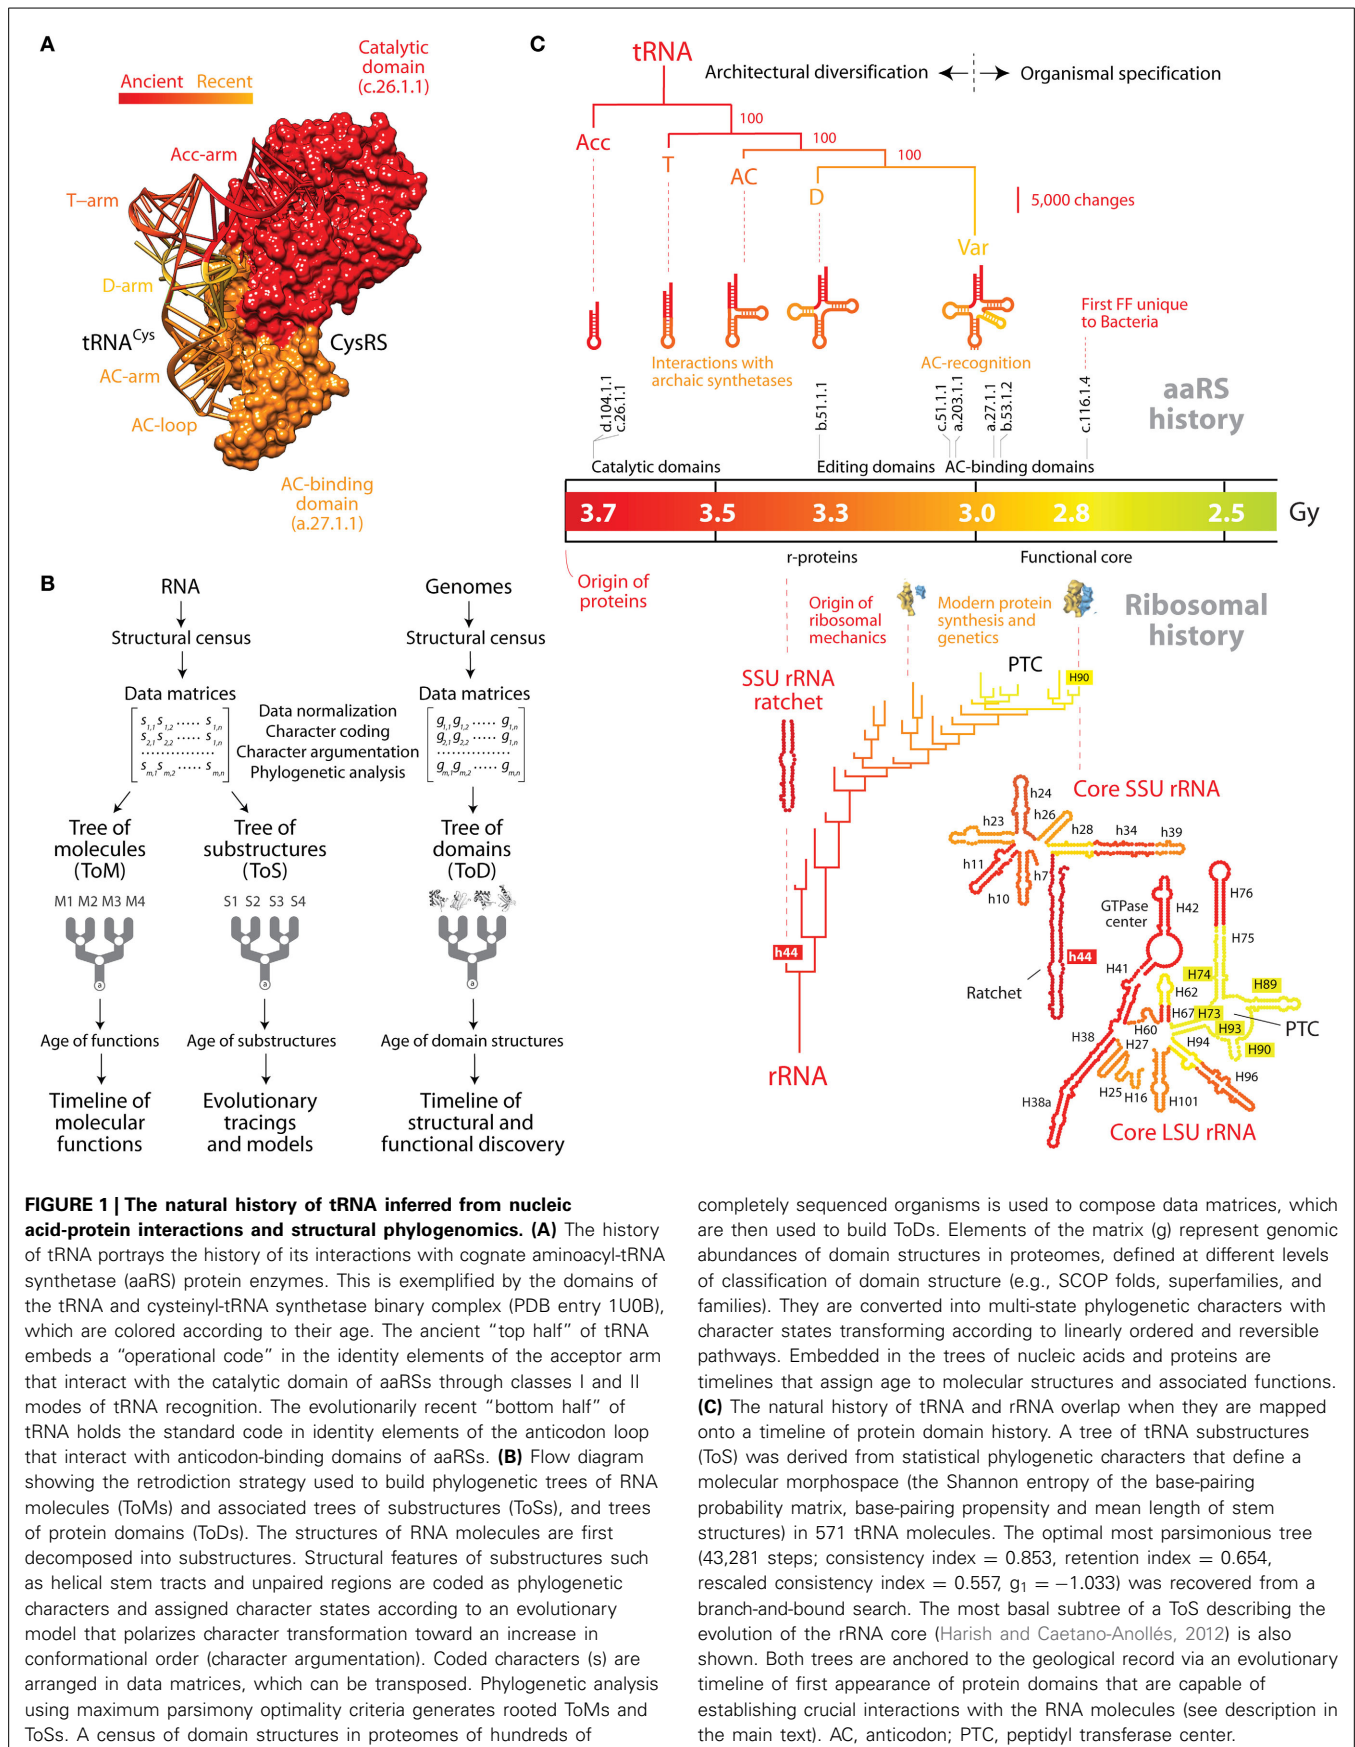 A
Catalytic
domain
(c.26.1.1)
Ancient Recent
Acc-arm
T–arm
D-arm
tRNACys
CysRS
AC-arm
AC-loop
AC-binding
domain
(a.27.1.1)
B
RNA
Genomes
Structural census
Structural census
Data matrices
Data matrices
s1,1 s1,2 ..... s1,n
s2,1 s2,2 ..... s1,n
...............
sm,1 sm,2 ..... sm,n
Data normalization
Character coding
Character argumentation
Phylogenetic analysis
g1,1 g1,2 ..... g1,n
g2,1 g2,2 ..... g1,n
...............
gm,1 gm,2 ..... gm,n
Tree of
molecules
(ToM)
Tree of
substructures
(ToS)
Tree of
domains
(ToD)
M1 M2 M3 M4
S1 S2 S3 S4
a
a
a
Age of functions
Age of substructures
Age of domain structures
Timeline of
molecular
functions
Evolutionary
tracings
and models
Timeline of
structural and
functional discovery
C
tRNA
Architectural diversification
Organismal specification
100
100
100
Acc
T
AC
D
Var
5,000 changes
First FF unique
to Bacteria
Interactions with
archaic synthetases
AC-recognition
d.104.1.1
c.26.1.1
b.51.1.1
c.51.1.1
a.203.1.1
a.27.1.1
b.53.1.2
c.116.1.4
aaRS
history
Catalytic domains
Editing domains
AC-binding domains
3.7 3.5 3.3 3.0 2.8 2.5 Gy
r-proteins
Functional core
Origin of
proteins
Origin of
ribosomal
mechanics
Modern protein
synthesis and
genetics
Ribosomal
history
SSU rRNA
ratchet
PTC
H90
h44
rRNA
Core SSU rRNA
h24
h26
h23
h28
h34
h39
h11
h7
h10
h44
Ratchet
GTPase
center
H42
H76
H75
H41
H74
H62
H89
H67
H73
H60
H93
PTC
H38
H27
H94
H90
H96
H38a
H25
H16
H101
Core LSU rRNA
FIGURE 1 | The natural history of tRNA inferred from nucleic
acid-protein interactions and structural phylogenomics. (A) The history
of tRNA portrays the history of its interactions with cognate aminoacyl-tRNA
synthetase (aaRS) protein enzymes. This is exemplified by the domains of
the tRNA and cysteinyl-tRNA synthetase binary complex (PDB entry 1U0B),
which are colored according to their age. The ancient “top half” of tRNA
embeds a “operational code” in the identity elements of the acceptor arm
that interact with the catalytic domain of aaRSs through classes I and II
modes of tRNA recognition. The evolutionarily recent “bottom half” of
tRNA holds the standard code in identity elements of the anticodon loop
that interact with anticodon-binding domains of aaRSs. (B) Flow diagram
showing the retrodiction strategy used to build phylogenetic trees of RNA
molecules (ToMs) and associated trees of substructures (ToSs), and trees
of protein domains (ToDs). The structures of RNA molecules are first
decomposed into substructures. Structural features of substructures such
as helical stem tracts and unpaired regions are coded as phylogenetic
characters and assigned character states according to an evolutionary
model that polarizes character transformation toward an increase in
conformational order (character argumentation). Coded characters (s) are
arranged in data matrices, which can be transposed. Phylogenetic analysis
using maximum parsimony optimality criteria generates rooted ToMs and
ToSs. A census of domain structures in proteomes of hundreds of
completely sequenced organisms is used to compose data matrices, which
are then used to build ToDs. Elements of the matrix (g) represent genomic
abundances of domain structures in proteomes, defined at different levels
of classification of domain structure (e.g., SCOP folds, superfamilies, and
families). They are converted into multi-state phylogenetic characters with
character states transforming according to linearly ordered and reversible
pathways. Embedded in the trees of nucleic acids and proteins are
timelines that assign age to molecular structures and associated functions.
(C) The natural history of tRNA and rRNA overlap when they are mapped
onto a timeline of protein domain history. A tree of tRNA substructures
(ToS) was derived from statistical phylogenetic characters that define a
molecular morphospace (the Shannon entropy of the base-pairing
probability matrix, base-pairing propensity and mean length of stem
structures) in 571 tRNA molecules. The optimal most parsimonious tree
(43,281 steps; consistency index = 0.853, retention index = 0.654,
rescaled consistency index = 0.557, g1 = −1.033) was recovered from a
branch-and-bound search. The most basal subtree of a ToS describing the
evolution of the rRNA core (Harish and Caetano-Anollés, 2012) is also
shown. Both trees are anchored to the geological record via an evolutionary
timeline of first appearance of protein domains that are capable of
establishing crucial interactions with the RNA molecules (see description in
the main text). AC, anticodon; PTC, peptidyl transferase center.